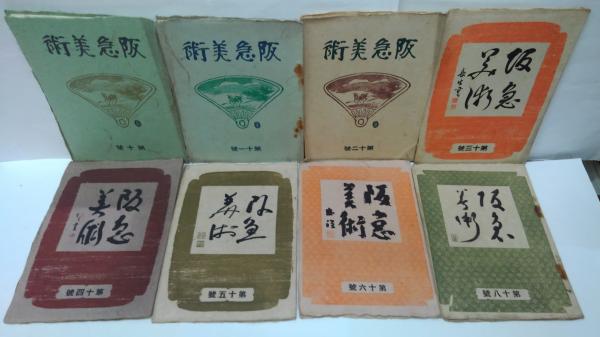 術美急阪
號十第
術美急阪
號一十第
術美急阪
號二十第
阪急
美術
號三十第
阪急
美術
號四十第
阪急
美術
號五十第
阪急
美術
號六十第
阪急
美術
號八十第